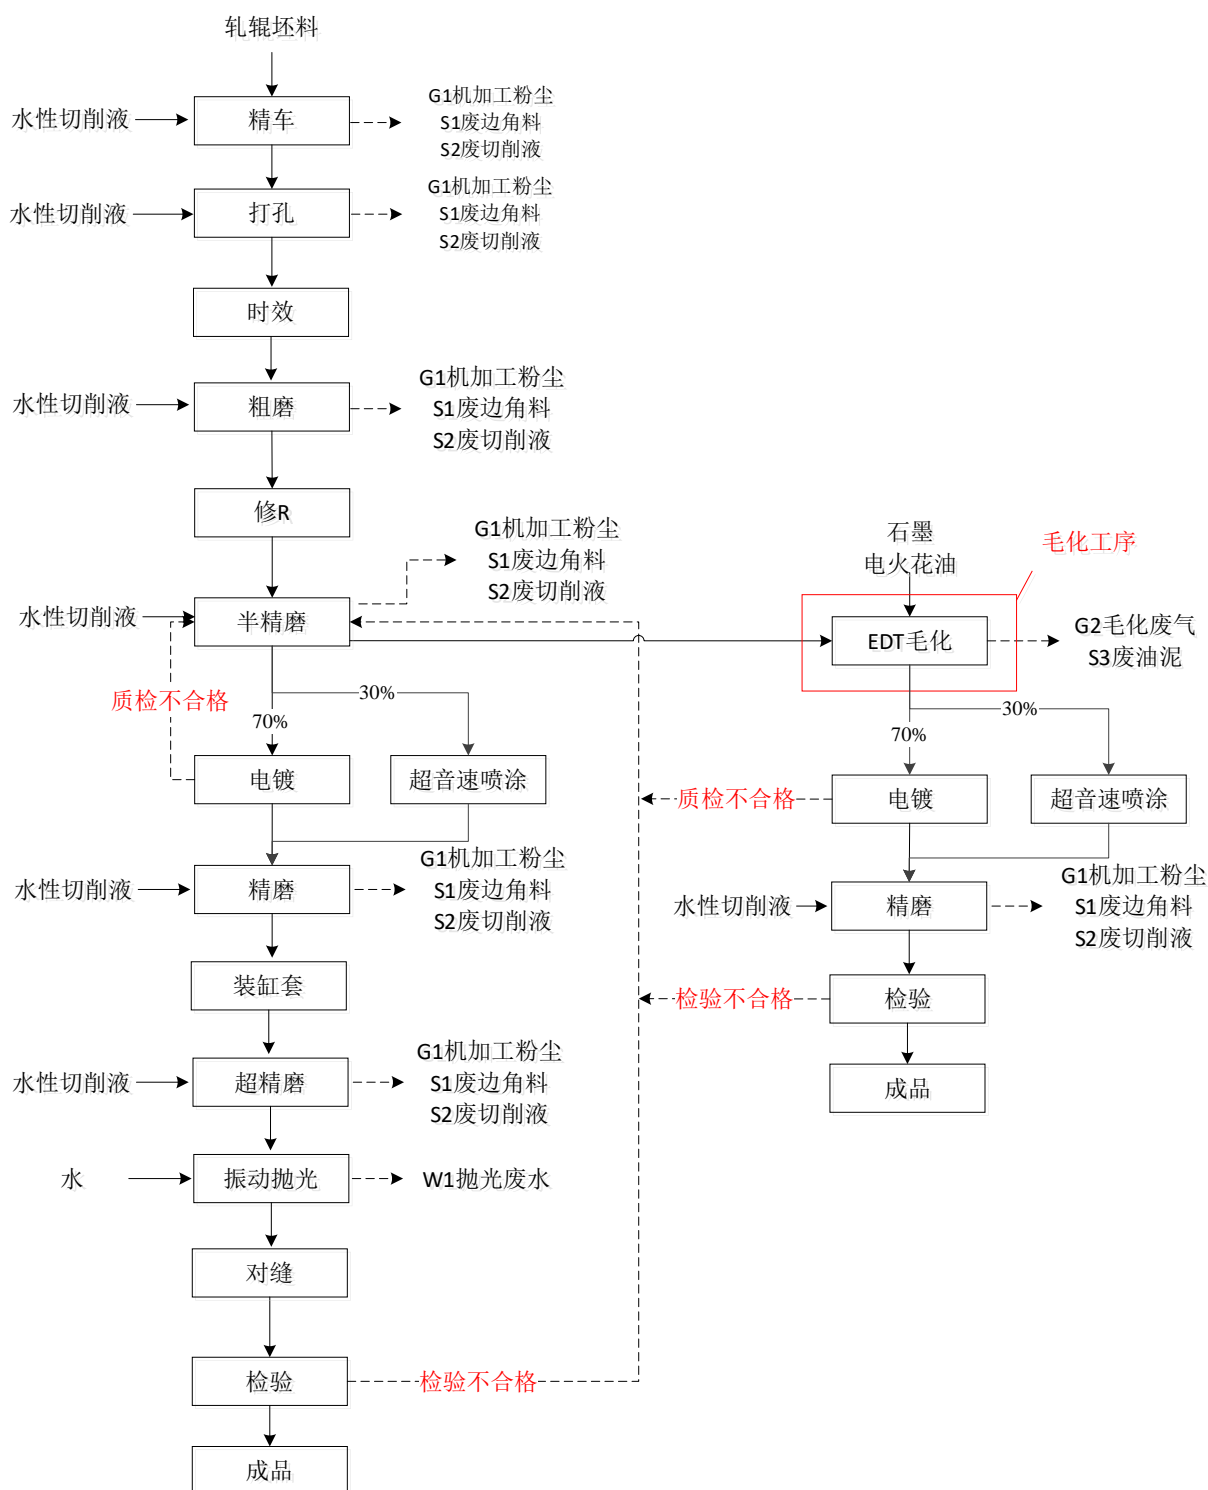 轧辊坯料
水性切削液
精车
G1机加工粉尘
S1废边角料
S2废切削液
水性切削液
打孔
G1机加工粉尘
S1废边角料
S2废切削液
时效
水性切削液
粗磨
G1机加工粉尘
S1废边角料
S2废切削液
修R
G1机加工粉尘
S1废边角料
S2废切削液
水性切削液
半精磨
质检不合格
30%
70%
电镀
超音速喷涂
水性切削液
精磨
G1机加工粉尘
S1废边角料
S2废切削液
装缸套
水性切削液
超精磨
G1机加工粉尘
S1废边角料
S2废切削液
水
振动抛光
W1抛光废水
对缝
检验
检验不合格
成品
石墨
电火花油
毛化工序
EDT毛化
G2毛化废气
S3废油泥
30%
70%
质检不合格
电镀
超音速喷涂
水性切削液
精磨
G1机加工粉尘
S1废边角料
S2废切削液
检验不合格
检验
成品